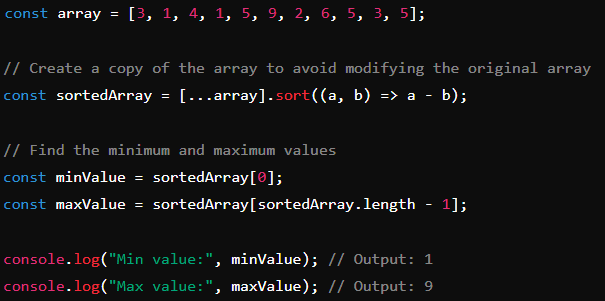 const array = [3, 1, 4, 1, 5, 9, 2, 6, 5, 3, 5];
// Create a copy of the array to avoid modifying the original array
const sortedArray = [...array].sort((a, b) => a - b);
// Find the minimum and maximum values
const minValue = sortedArray[0];
const maxValue = sortedArray[sortedArray.length - 1];
console.log("Min value:", minValue); // Output: 1
console.log("Max value:", maxValue); // Output: 9